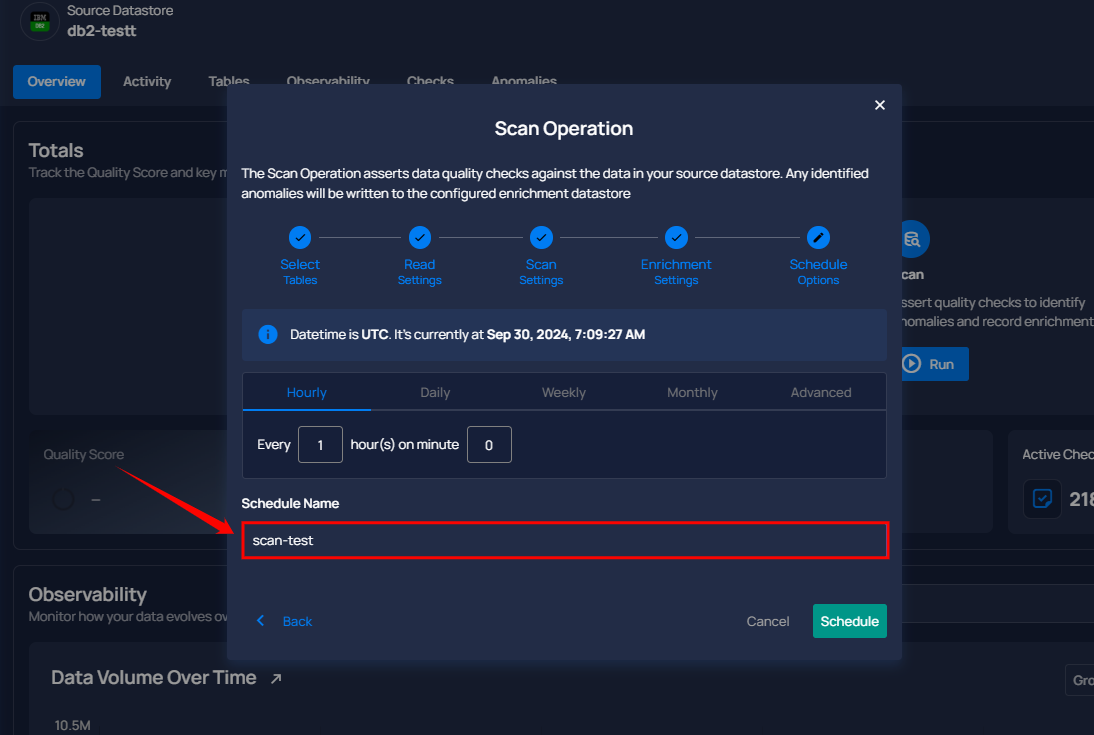 Source Datastore
IBM
DB2
db2-testt
Overview Activity Tables Observability Checks Anomalies
Scan Operation
Totals
Track the Quality Score and key m
The Scan Operation asserts data quality checks against the data in your source datastore. Any identified
anomalies will be written to the configured enrichment datastore
Select
Tables
Read
Settings
Scan
Settings
Enrichment
Settings
Schedule
Options
can
ssert quality checks to identify
nomalies and record enrichment
Run
Datetime is UTC. It's currently at Sep 30, 2024, 7:09:27 AM
Hourly Daily Weekly Monthly Advanced
Every 1 hour(s) on minute 0
Quality Score
–
Active Chec
218
Schedule Name
scan-test
Observability
Monitor how your data evolves ov
Back Cancel Schedule
Data Volume Over Time
Gro
10.5M